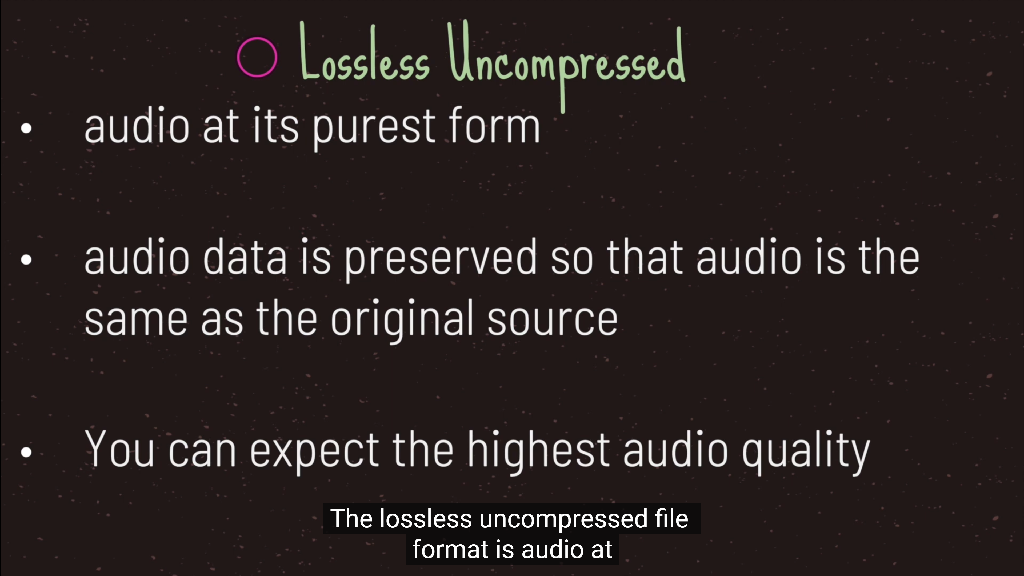 Lossless Uncompressed
• audio at its purest form
• audio data is preserved so that audio is the
same as the original source
• You can expect the highest audio quality
The lossless uncompressed file
format is audio at